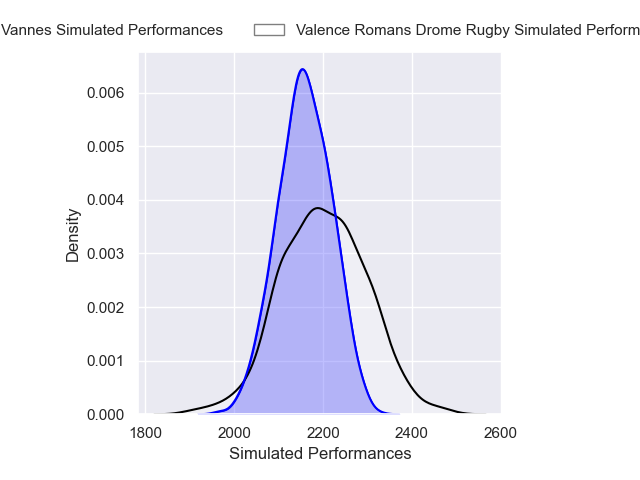 Vannes Simulated Performances
Valence Romans Drome Rugby Simulated Perform
0.006
0.005
0.004
0.003
0.002
0.001
0.000
Density
1800 2000 2200 2400 2600
Simulated Performances